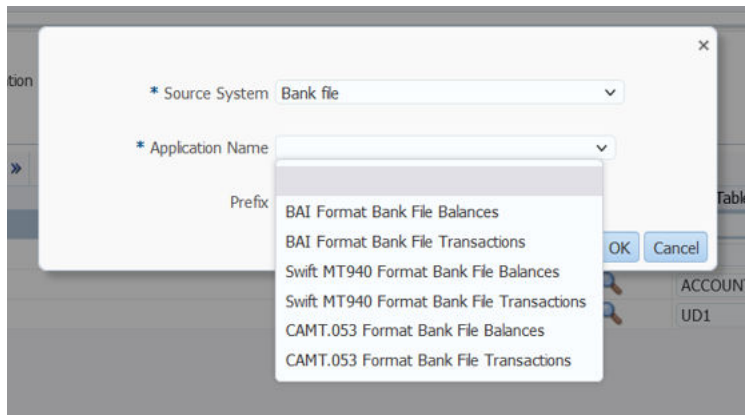 ×
tion
* Source System Bank file
* Application Name
»
Prefix
BAI Format Bank File Balances
BAI Format Bank File Transactions
Swift MT940 Format Bank File Balances
Swift MT940 Format Bank File Transactions
CAMT.053 Format Bank File Balances
CAMT.053 Format Bank File Transactions
OK Cancel
Tabl
ACCOUN
UD1